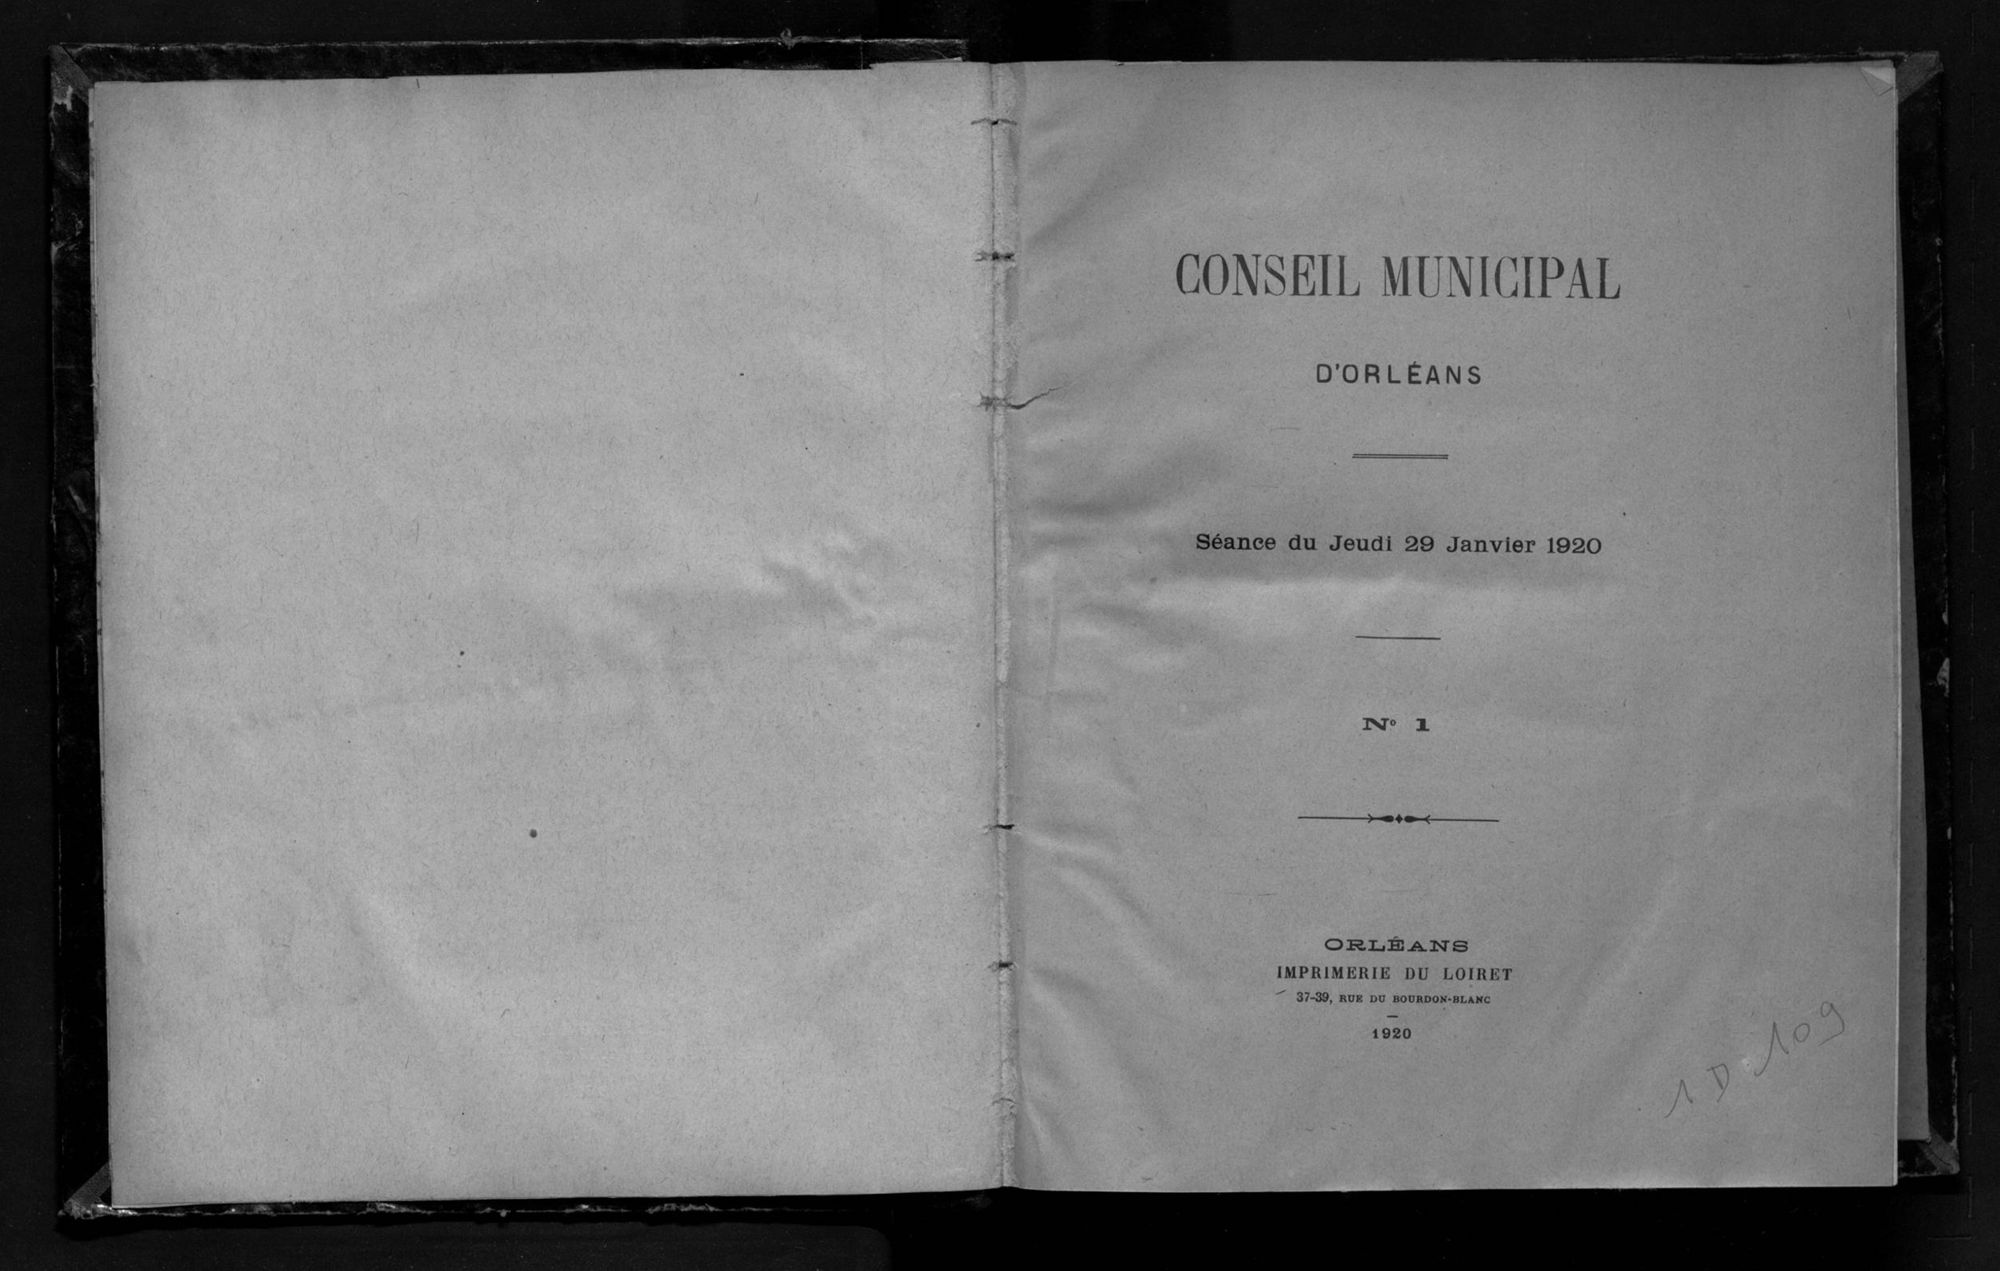 CONSEIL MUNICIPAL
D'ORLÉANS
Séance du Jeudi 29 Janvier 1920
Nº 1
ORLÉANS
IMPRIMERIE DU LOIRET
37-39, RUE DU BOURDON-BLANC
1920
1 D 109